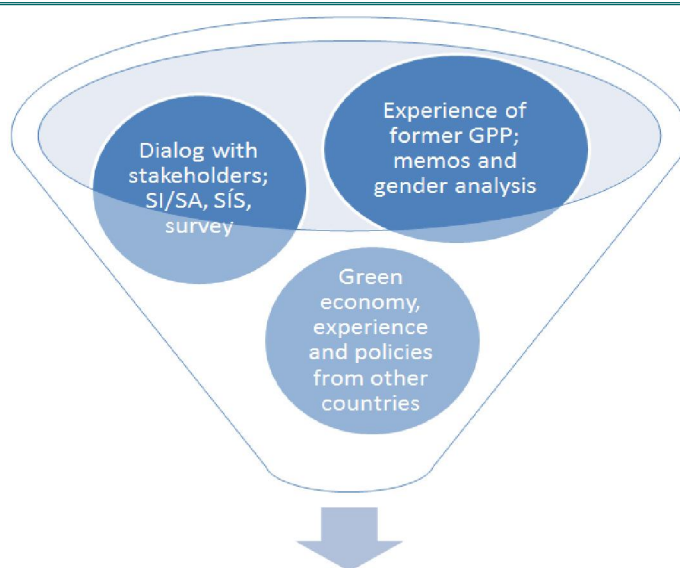 Dialog with
stakeholders;
SI/SA, SÍS,
survey
Experience of
former GPP;
memos and
gender analysis
Green
economy,
experience
and policies
from other
countries